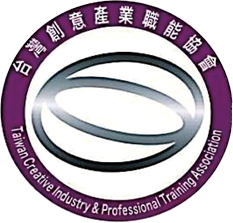 台灣創意產業職能協會
Taiwan Creative Industry & Professional Training Association